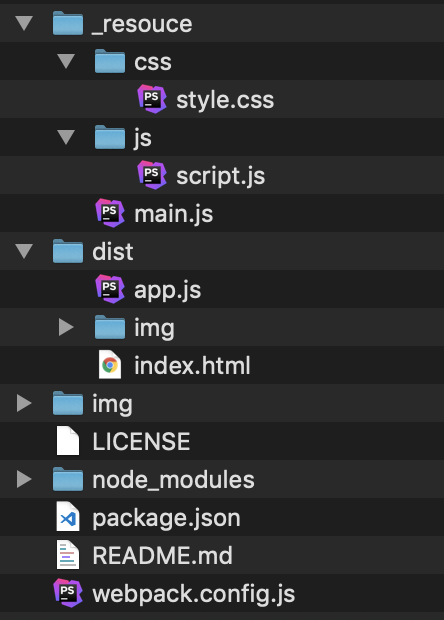 _resouce
css
PS style.css
js
PS script.js
PS main.js
dist
PS app.js
img
index.html
img
LICENSE
node_modules
package.json
README.md
PS webpack.config.js